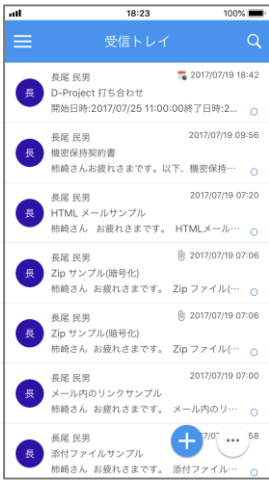 18:23
100%
受信トレイ
長尾 民男
2017/07/19 18:42
長
D-Project 打ち合わせ
開始日時:2017/07/25 11:00:00終了日時:2…
長尾 民男
2017/07/19 09:56
長
機密保持契約書
柿崎さんお疲れさまです。以下、機密保持…
長尾 民男
2017/07/19 07:20
長
HTML メールサンプル
柿崎さん お疲れさまです。 HTMLメール…
長尾 民男
2017/07/19 07:06
長
Zip サンプル(暗号化)
柿崎さん お疲れさまです。 Zip ファイル(…
長尾 民男
2017/07/19 07:06
長
Zip サンプル(暗号化)
柿崎さん お疲れさまです。 Zip ファイル(…
長尾 民男
2017/07/19 07:00
長
メール内のリンクサンプル
柿崎さん お疲れさまです。 メール内のリ…
長尾 民男
58
長
添付ファイルサンプル
柿崎さん お疲れさまです。 添付ファイル…